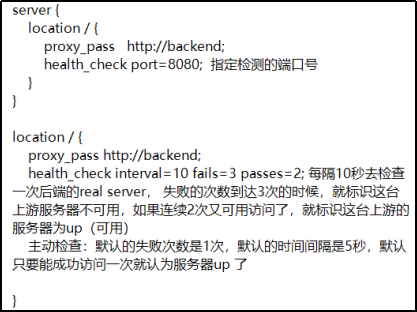 server {
location / {
proxy_pass http://backend;
health_check port=8080; 指定检测的端口号
}
}
location / {
proxy_pass http://backend;
health_check interval=10 fails=3 passes=2; 每隔10秒去检查
一次后端的real server， 失败的次数到达3次的时候，就标识这台
上游服务器不可用，如果连续2次又可用访问了，就标识这台上游的
服务器为up（可用）
主动检查：默认的失败次数是1次，默认的时间间隔是5秒，默认
只要能成功访问一次就认为服务器up 了
}